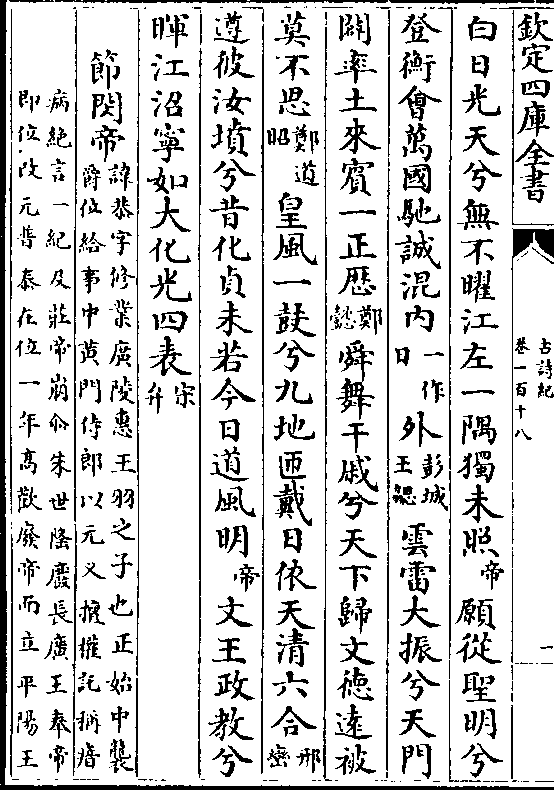 欽定四庫全書
古詩紀
卷一百十八
一
白日光天兮無不曜江左一隅獨未照帝願從聖明兮
登衡會萬國馳誠混内一作日外彭城王勰雲雷大振兮天門
闢率土來賓一正歴鄭懿舜舞干戚兮天下歸文徳遠被
莫不思鄭道昭皇風一鼓兮九地匝戴日依天清六合邢巒
遵彼汝墳兮昔化貞未若今日道風明帝文王政教兮
暉江沼寧如大化光四表宋弁
節閔帝諱恭字修業廣陵惠王羽之子也正始中襲
爵位給事中黄門侍郎以元乂擅權託稱瘖
病絶言一紀及莊帝崩尒朱世隆廢長廣王奉帝
即位改元普泰在位一年髙歡廢帝而立平陽王